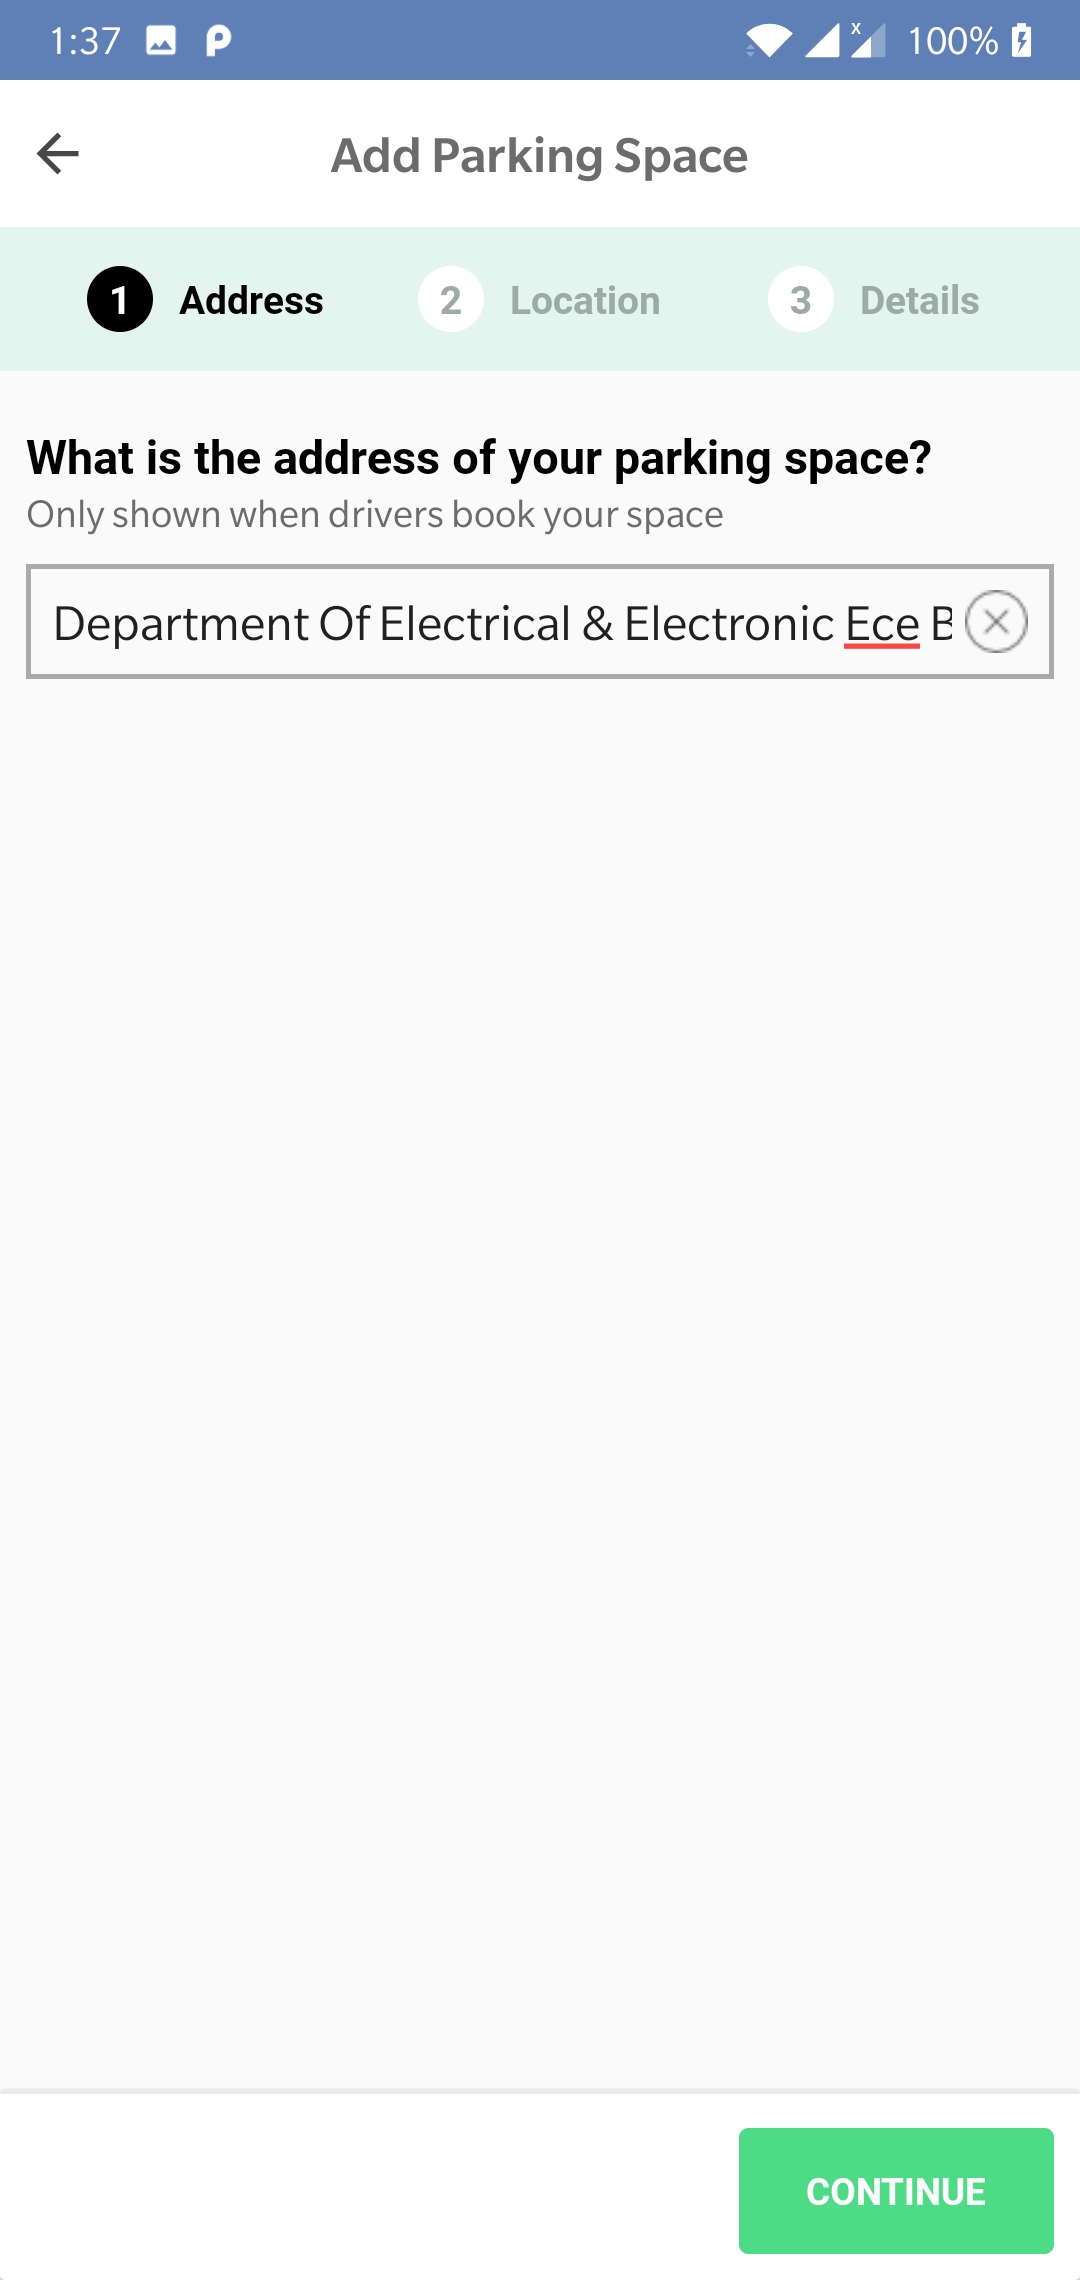 1:37 100%
Add Parking Space
1 Address 2 Location 3 Details
What is the address of your parking space?
Only shown when drivers book your space
Department Of Electrical & Electronic Ece
CONTINUE